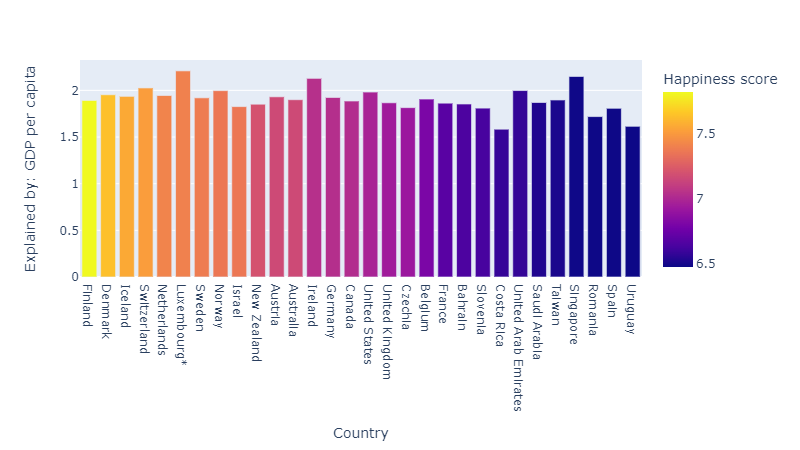 Happiness score
7.5
7
6.5
Explained by: GDP per capita
2
1.5
1
0.5
0
Finland
Denmark
Iceland
Switzerland
Netherlands
Luxembourg*
Sweden
Norway
Israel
New Zealand
Austria
Australia
Ireland
Germany
Canada
United States
United Kingdom
Czechia
Belgium
France
Bahrain
Slovenia
Costa Rica
United Arab Emirates
Saudi Arabia
Taiwan
Singapore
Romania
Spain
Uruguay
Country